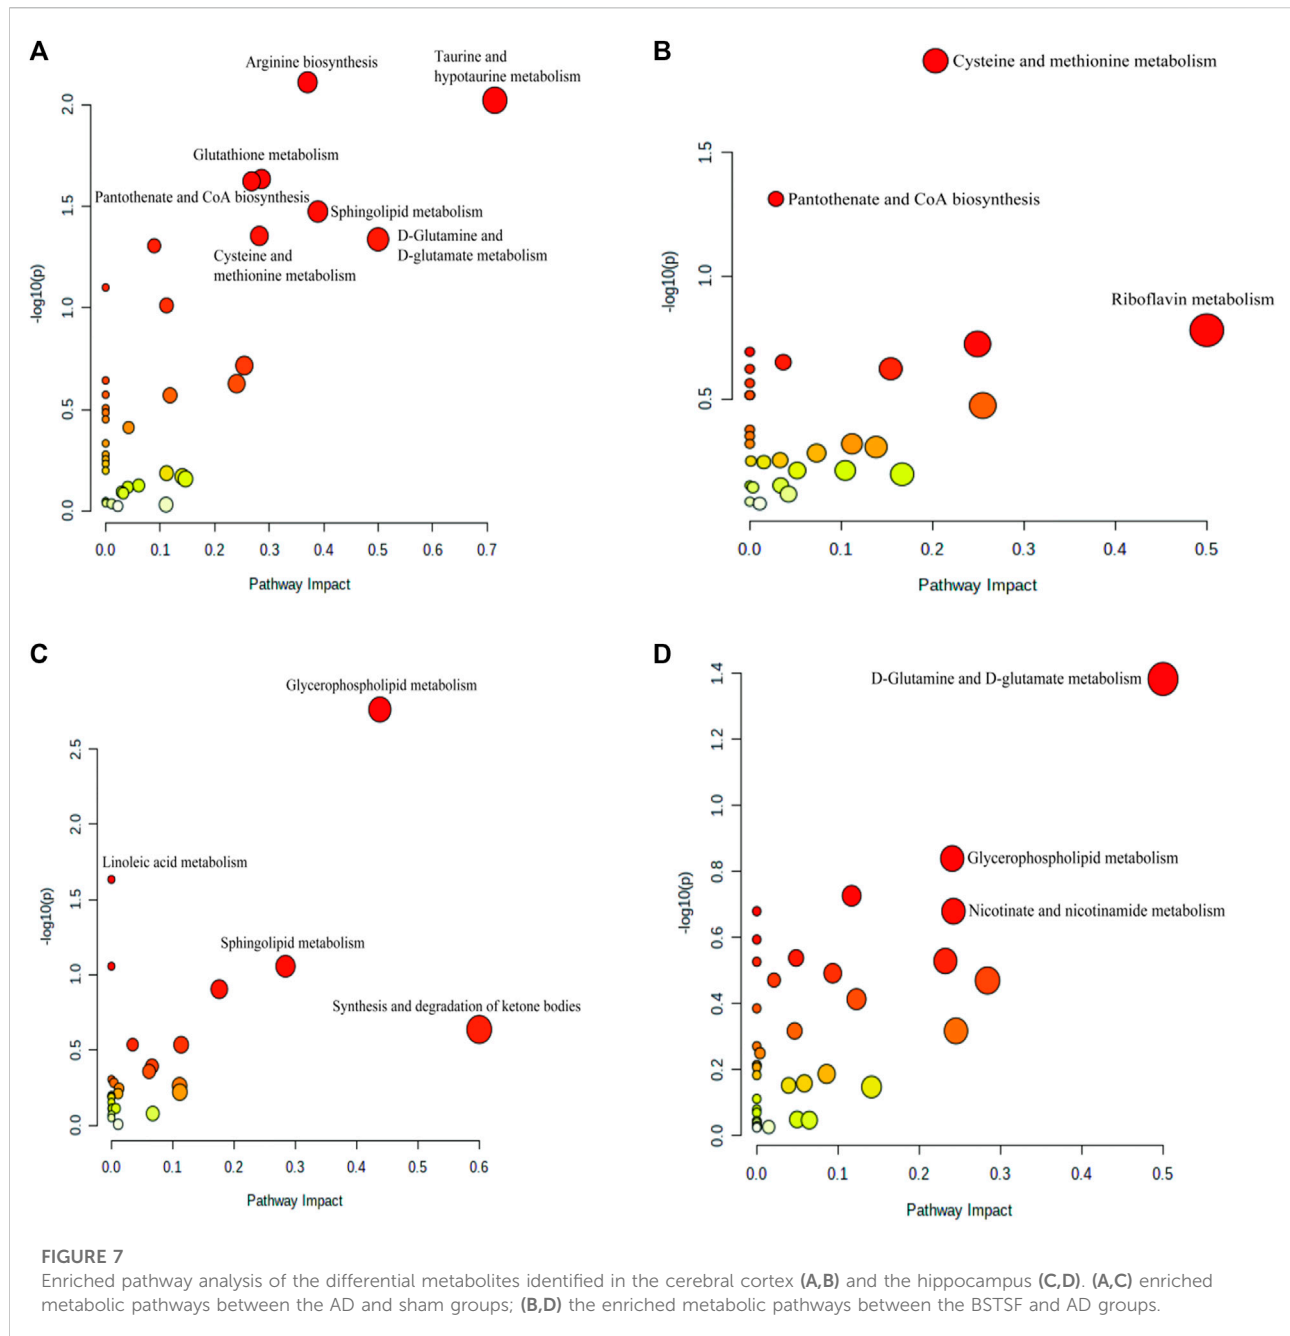 A
Arginine biosynthesis
Taurine and
hypotaurine metabolism
Glutathione metabolism
Pantothenate and CoA biosynthesis
Sphingolipid metabolism
D-Glutamine and
D-glutamate metabolism
Cysteine and
methionine metabolism
-log10(p)
2.0
1.5
1.0
0.5
0.0
0.0 0.1 0.2 0.3 0.4 0.5 0.6 0.7
Pathway Impact
B
Cysteine and methionine metabolism
Pantothenate and CoA biosynthesis
Riboflavin metabolism
-log10(p)
1.5
1.0
0.5
0.0 0.1 0.2 0.3 0.4 0.5
Pathway Impact
C
Glycerophospholipid metabolism
Linoleic acid metabolism
Sphingolipid metabolism
Synthesis and degradation of ketone bodies
-log10(p)
2.5
2.0
1.5
1.0
0.5
0.0
0.0 0.1 0.2 0.3 0.4 0.5 0.6
Pathway Impact
D
D-Glutamine and D-glutamate metabolism
Glycerophospholipid metabolism
Nicotinate and nicotinamide metabolism
-log10(p)
1.4
1.2
1.0
0.8
0.6
0.4
0.2
0.0
0.0 0.1 0.2 0.3 0.4 0.5
Pathway Impact
FIGURE 7
Enriched pathway analysis of the differential metabolites identified in the cerebral cortex (A,B) and the hippocampus (C,D). (A,C) enriched
metabolic pathways between the AD and sham groups; (B,D) the enriched metabolic pathways between the BSTSF and AD groups.